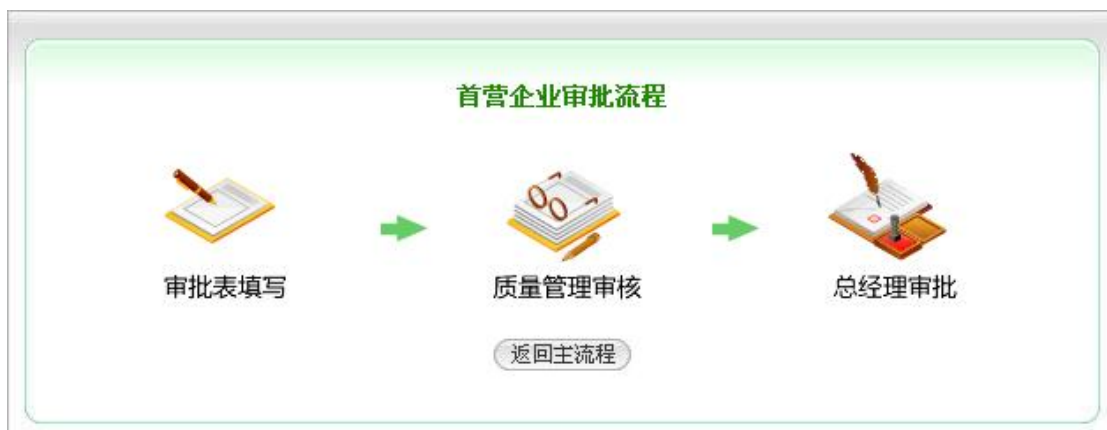 首营企业审批流程
审批表填写
质量管理审核
总经理审批
返回主流程